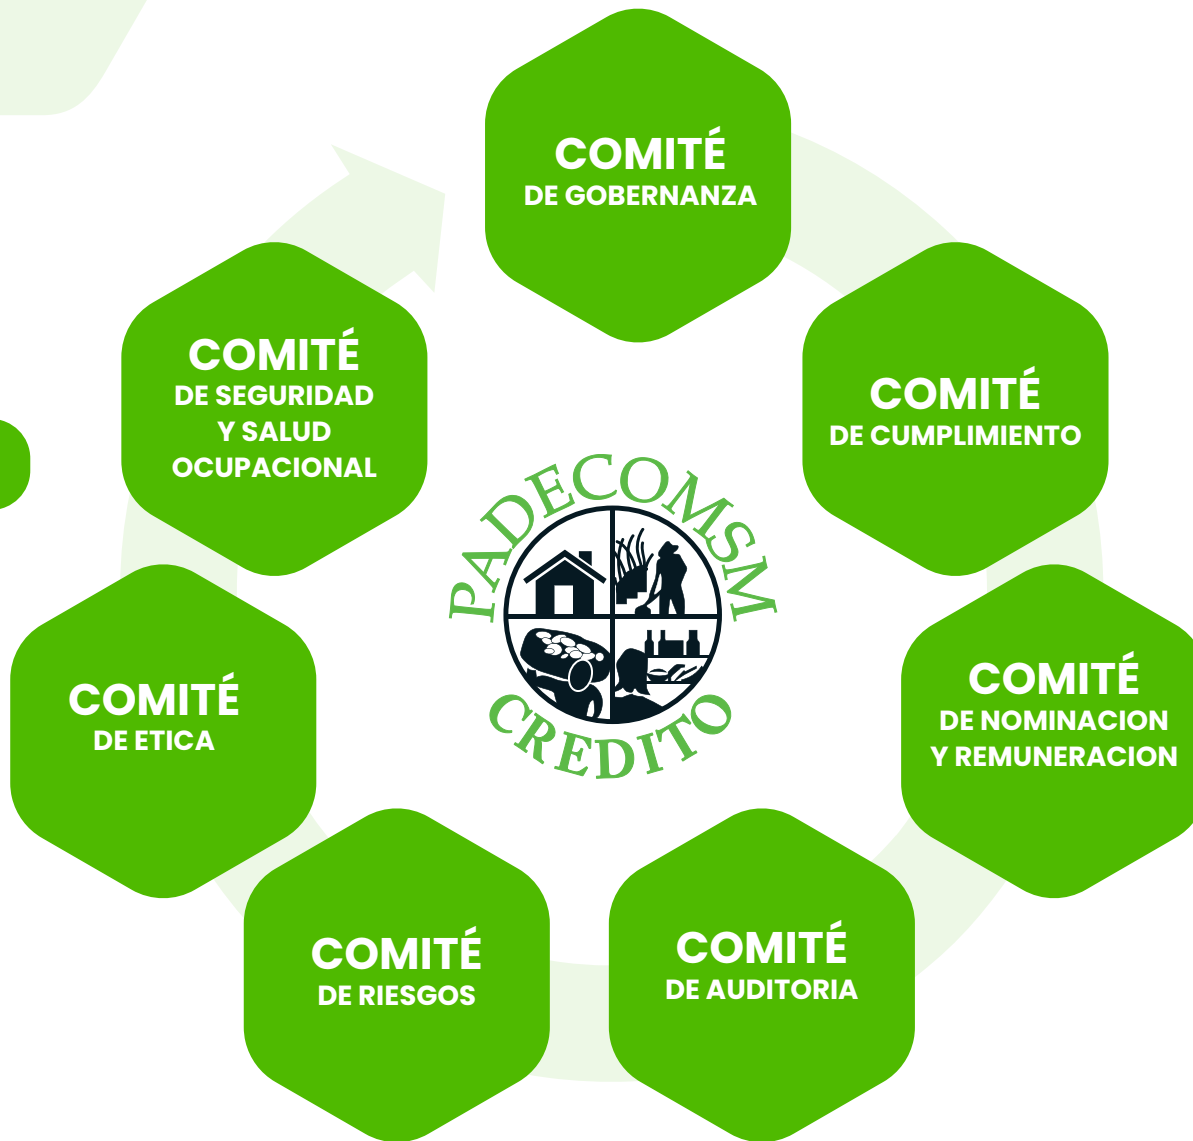 COMITÉ
DE GOBERNANZA
COMITÉ
DE CUMPLIMIENTO
COMITÉ
DE NOMINACION
Y REMUNERACION
COMITÉ
DE AUDITORIA
COMITÉ
DE RIESGOS
COMITÉ
DE ETICA
COMITÉ
DE SEGURIDAD
Y SALUD
OCUPACIONAL
PADECOMSM
CREDITO